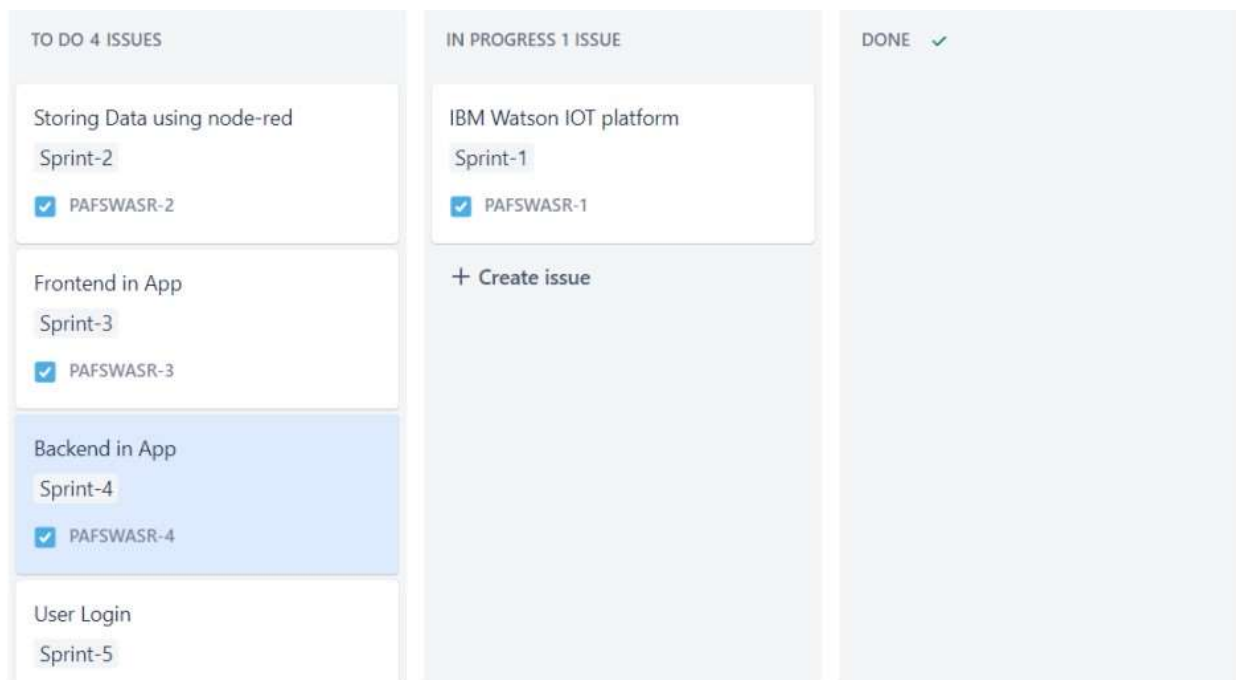 TO DO 4 ISSUES
Storing Data using node-red
Sprint-2
PAFSWASR-2
Frontend in App
Sprint-3
PAFSWASR-3
Backend in App
Sprint-4
PAFSWASR-4
User Login
Sprint-5
IN PROGRESS 1 ISSUE
IBM Watson IOT platform
Sprint-1
PAFSWASR-1
+ Create issue
DONE